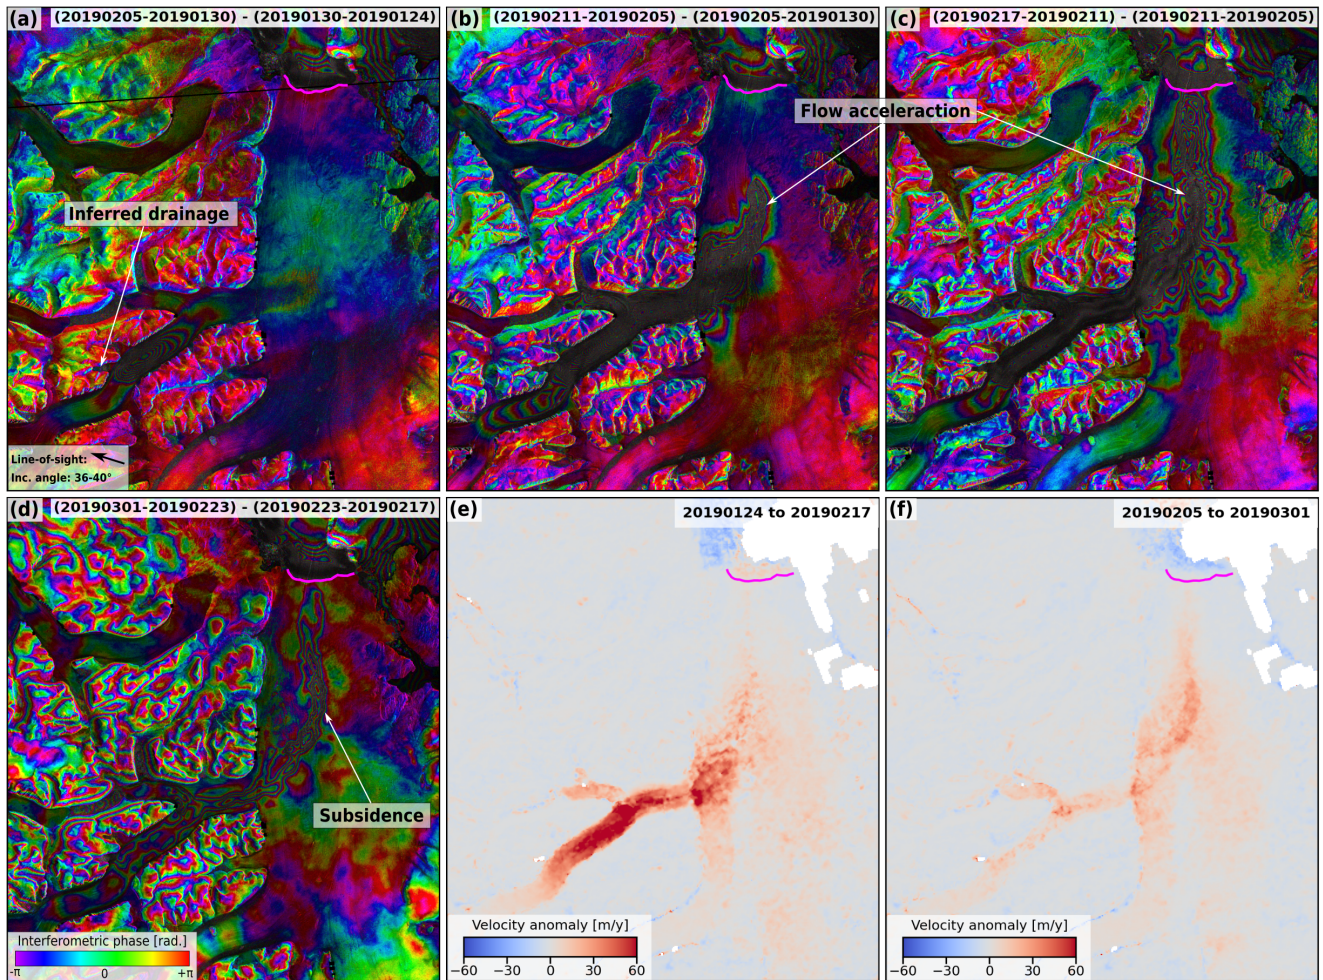 (a) (20190205-20190130) - (20190130-20190124)
(b) (20190211-20190205) - (20190205-20190130)
(c) (20190217-20190211) - (20190211-20190205)
Flow acceleraction
Inferred drainage
Line-of-sight:
Inc. angle: 36-40°
(d) (20190301-20190223) - (20190223-20190217)
(e) 20190124 to 20190217
(f) 20190205 to 20190301
Subsidence
Interferometric phase [rad.]
-π 0 +π
Velocity anomaly [m/y]
−60 −30 0 30 60
Velocity anomaly [m/y]
−60 −30 0 30 60